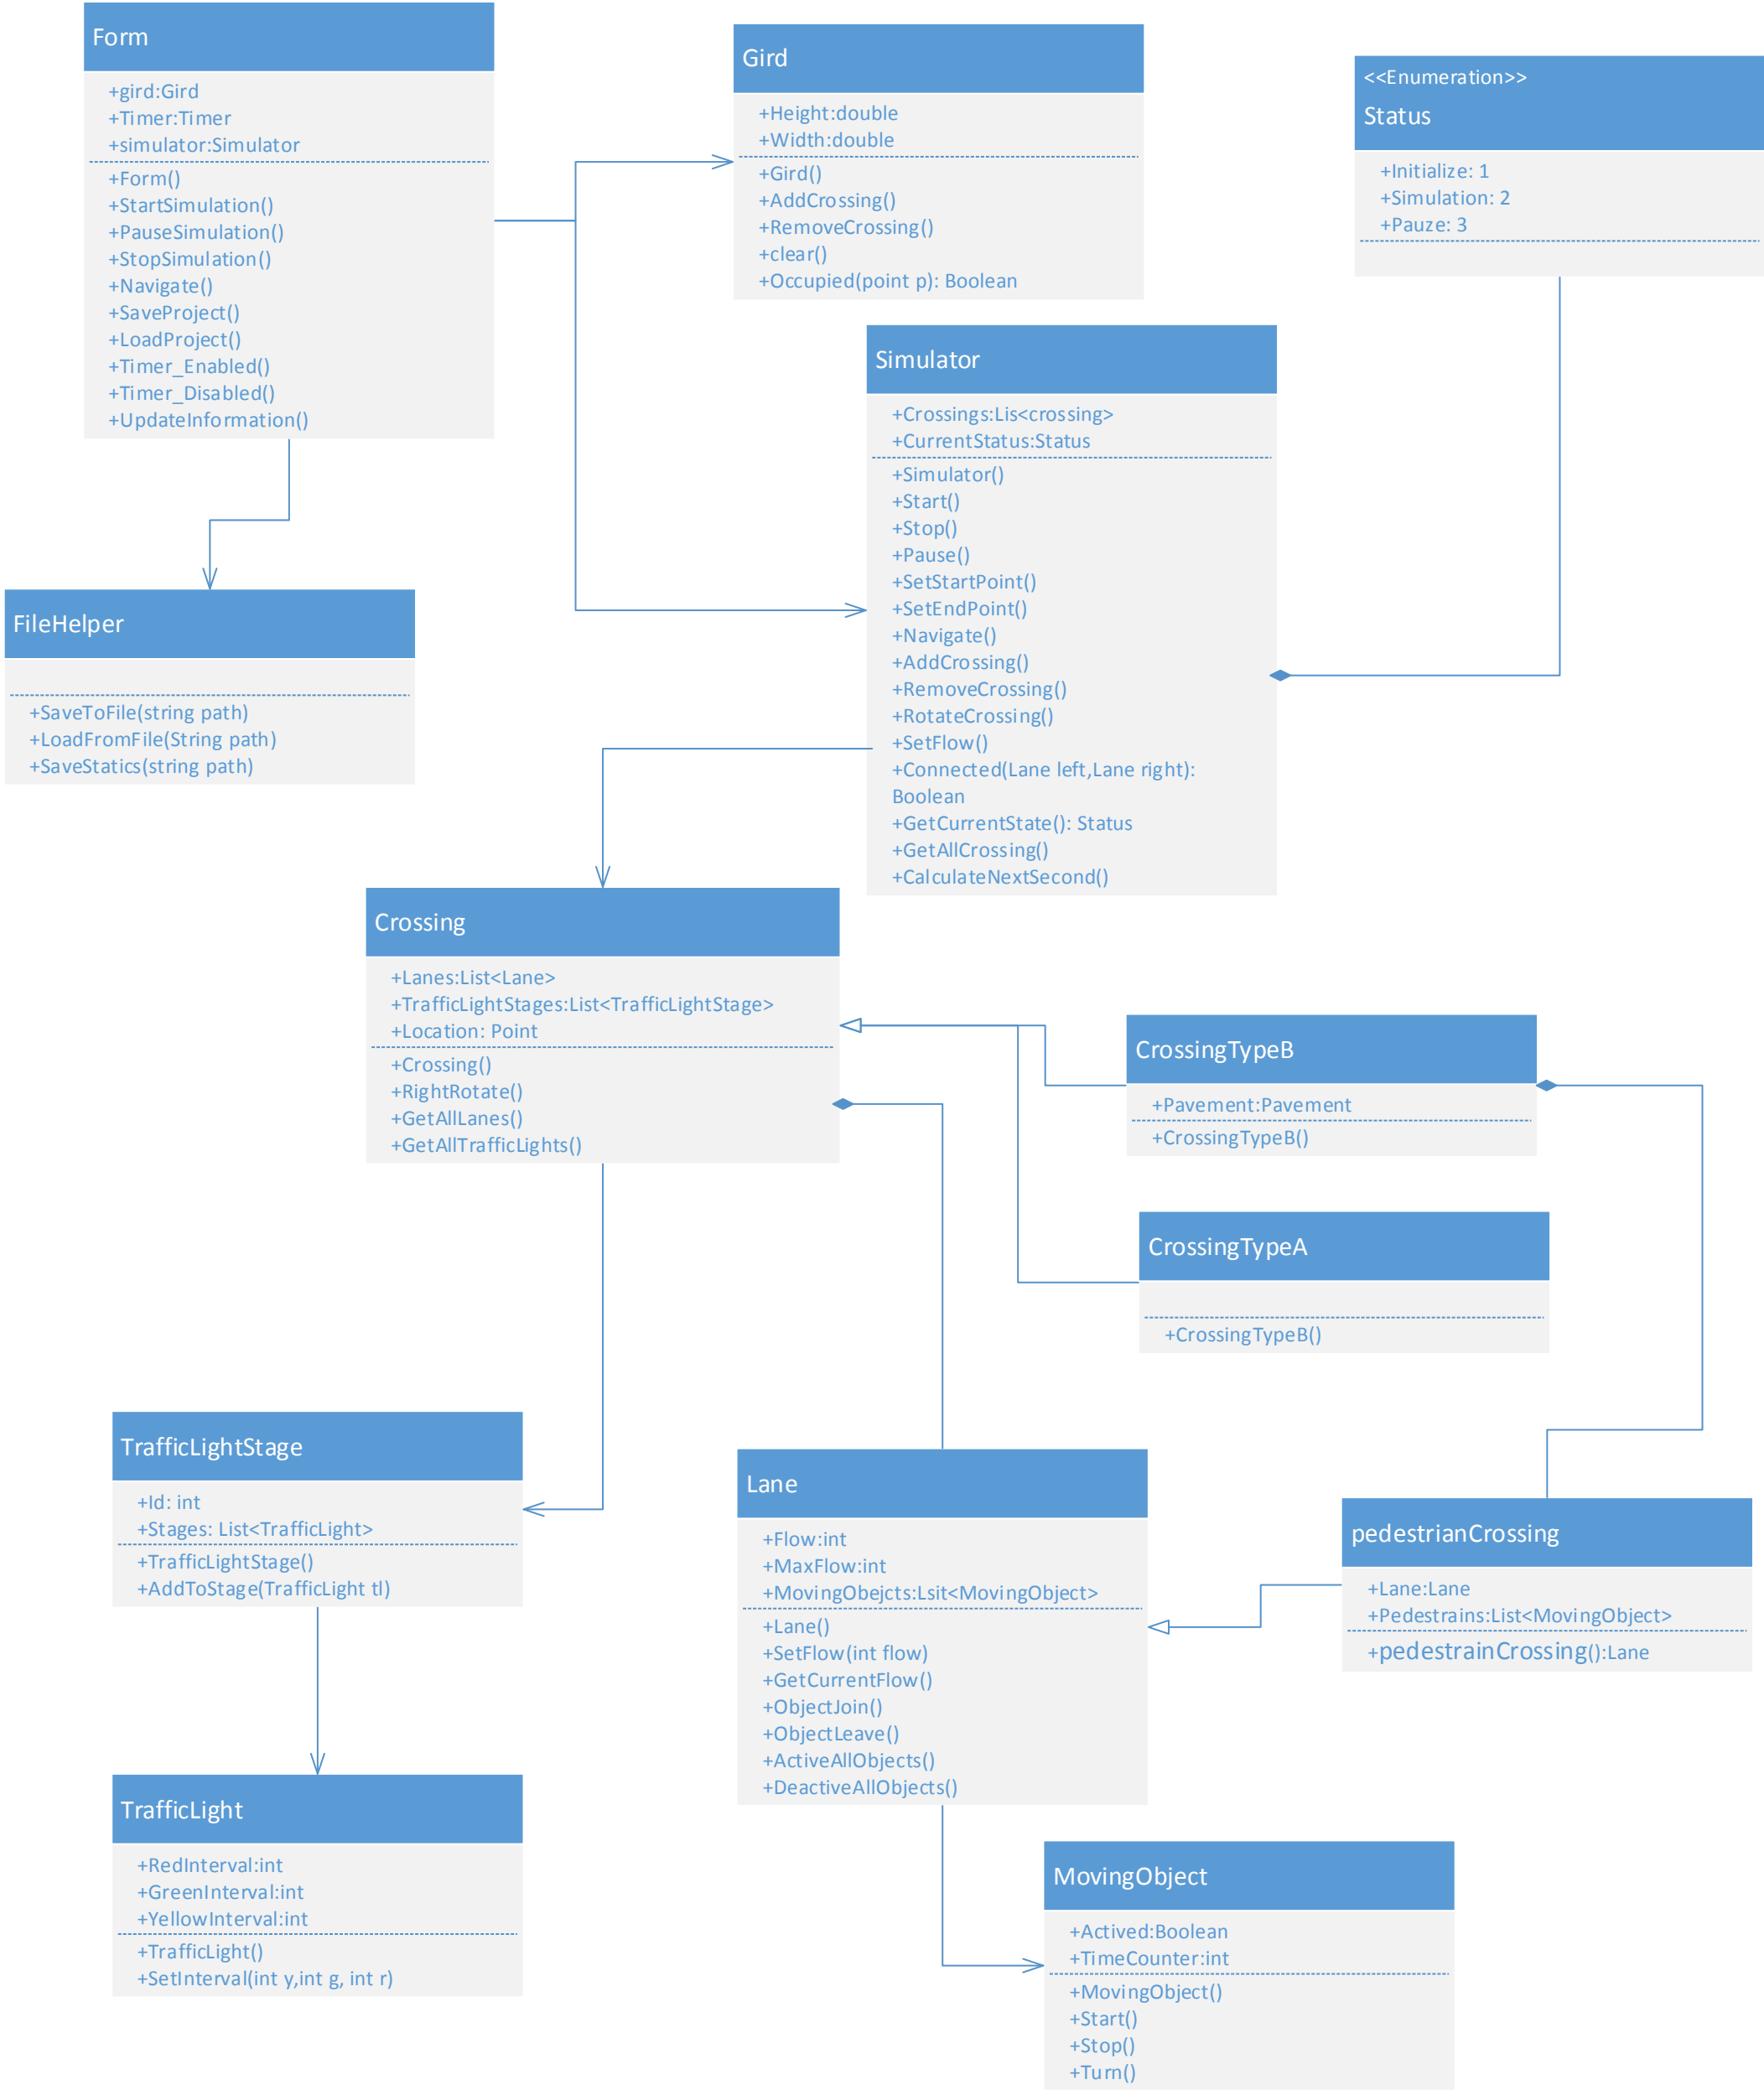 Form
+gird:Gird
+Timer:Timer
+simulator:Simulator
+Form()
+StartSimulation()
+PauseSimulation()
+StopSimulation()
+Navigate()
+SaveProject()
+LoadProject()
+Timer_Enabled()
+Timer_Disabled()
+UpdateInformation()
Gird
+Height:double
+Width:double
+Gird()
+AddCrossing()
+RemoveCrossing()
+clear()
+Occupied(point p): Boolean
<<Enumeration>>
Status
+Initialize: 1
+Simulation: 2
+Pauze: 3
Simulator
+Crossings:Lis<crossing>
+CurrentStatus:Status
+Simulator()
+Start()
+Stop()
+Pause()
+SetStartPoint()
+SetEndPoint()
+Navigate()
+AddCrossing()
+RemoveCrossing()
+RotateCrossing()
+SetFlow()
+Connected(Lane left,Lane right):
Boolean
+GetCurrentState(): Status
+GetAllCrossing()
+CalculateNextSecond()
FileHelper
+SaveToFile(string path)
+LoadFromFile(String path)
+SaveStatics(string path)
Crossing
+Lanes:List<Lane>
+TrafficLightStages:List<TrafficLightStage>
+Location: Point
+Crossing()
+RightRotate()
+GetAllLanes()
+GetAllTrafficLights()
CrossingTypeB
+Pavement:Pavement
+CrossingTypeB()
CrossingTypeA
+CrossingTypeB()
TrafficLightStage
+Id: int
+Stages: List<TrafficLight>
+TrafficLightStage()
+AddToStage(TrafficLight tl)
Lane
+Flow:int
+MaxFlow:int
+MovingObejcts:Lsit<MovingObject>
+Lane()
+SetFlow(int flow)
+GetCurrentFlow()
+ObjectJoin()
+ObjectLeave()
+ActiveAllObjects()
+DeactiveAllObjects()
pedestrianCrossing
+Lane:Lane
+Pedestrains:List<MovingObject>
+pedestrainCrossing():Lane
TrafficLight
+RedInterval:int
+GreenInterval:int
+YellowInterval:int
+TrafficLight()
+SetInterval(int y,int g, int r)
MovingObject
+Actived:Boolean
+TimeCounter:int
+MovingObject()
+Start()
+Stop()
+Turn()